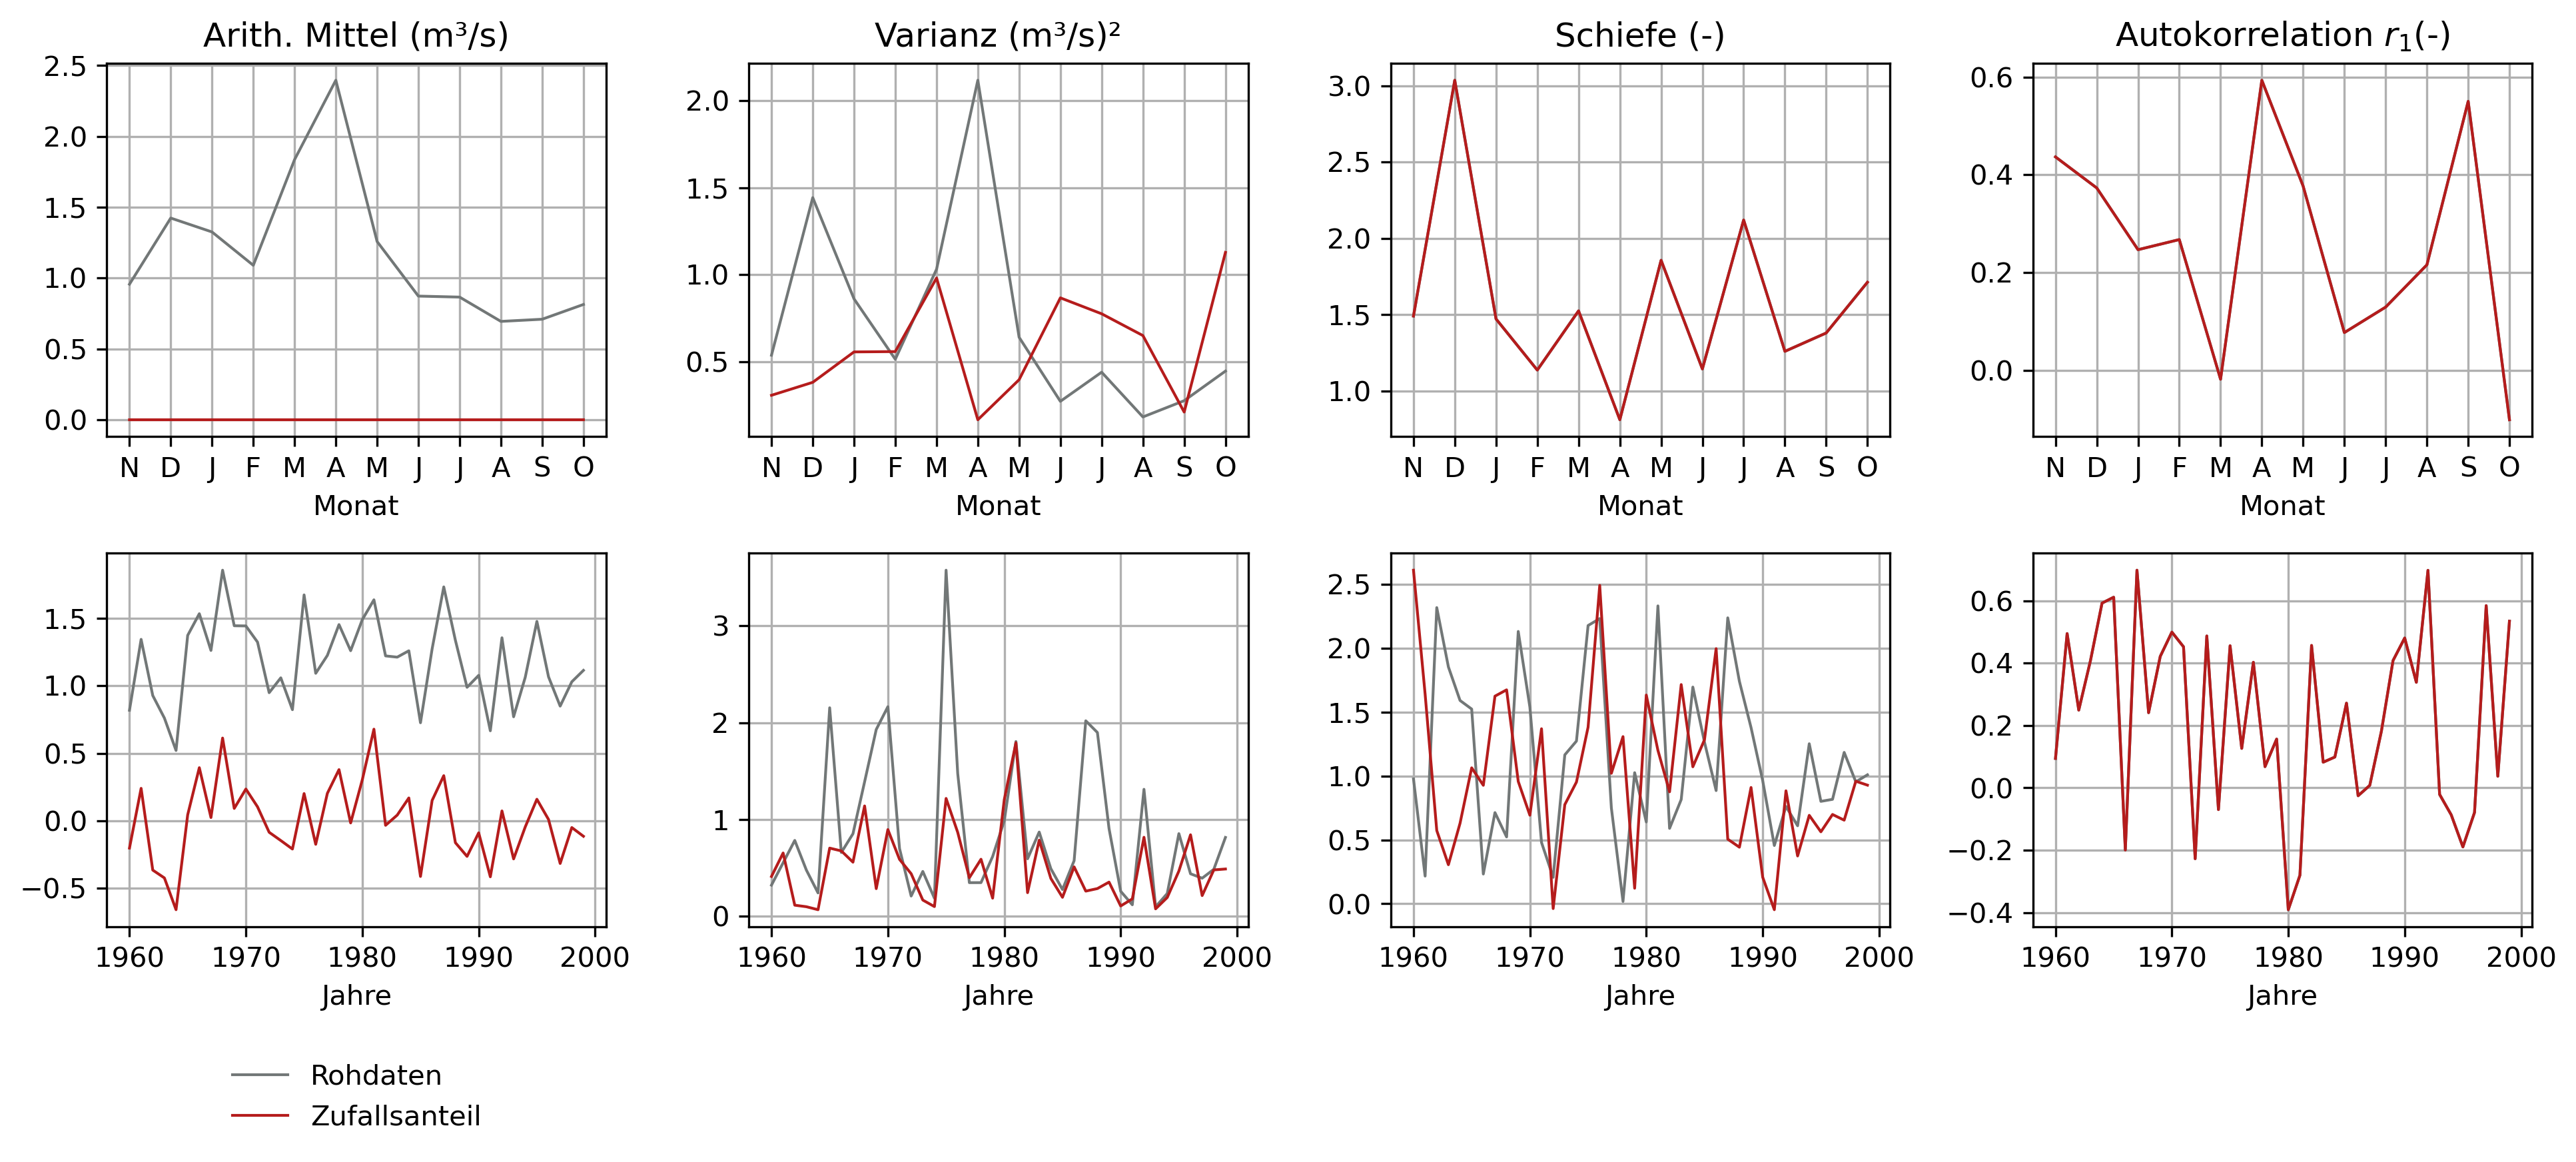 Arith. Mittel (m³/s)
2.5
2.0
1.5
1.0
0.5
0.0
N D J F M A M J J A S O
Monat
Varianz (m³/s)²
2.0
1.5
1.0
0.5
N D J F M A M J J A S O
Monat
Schiefe (-)
3.0
2.5
2.0
1.5
1.0
N D J F M A M J J A S O
Monat
Autokorrelation r₁(-)
0.6
0.4
0.2
0.0
N D J F M A M J J A S O
Monat
1.5
1.0
0.5
0.0
−0.5
1960 1970 1980 1990 2000
Jahre
3
2
1
0
1960 1970 1980 1990 2000
Jahre
2.5
2.0
1.5
1.0
0.5
0.0
1960 1970 1980 1990 2000
Jahre
0.6
0.4
0.2
0.0
−0.2
−0.4
1960 1970 1980 1990 2000
Jahre
Rohdaten
Zufallsanteil